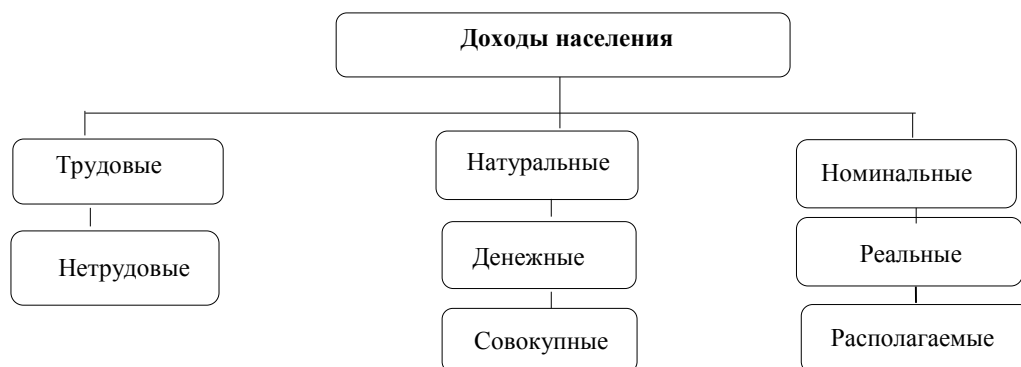 Доходы населения
Трудовые
Натуральные
Номинальные
Нетрудовые
Денежные
Реальные
Совокупные
Располагаемые